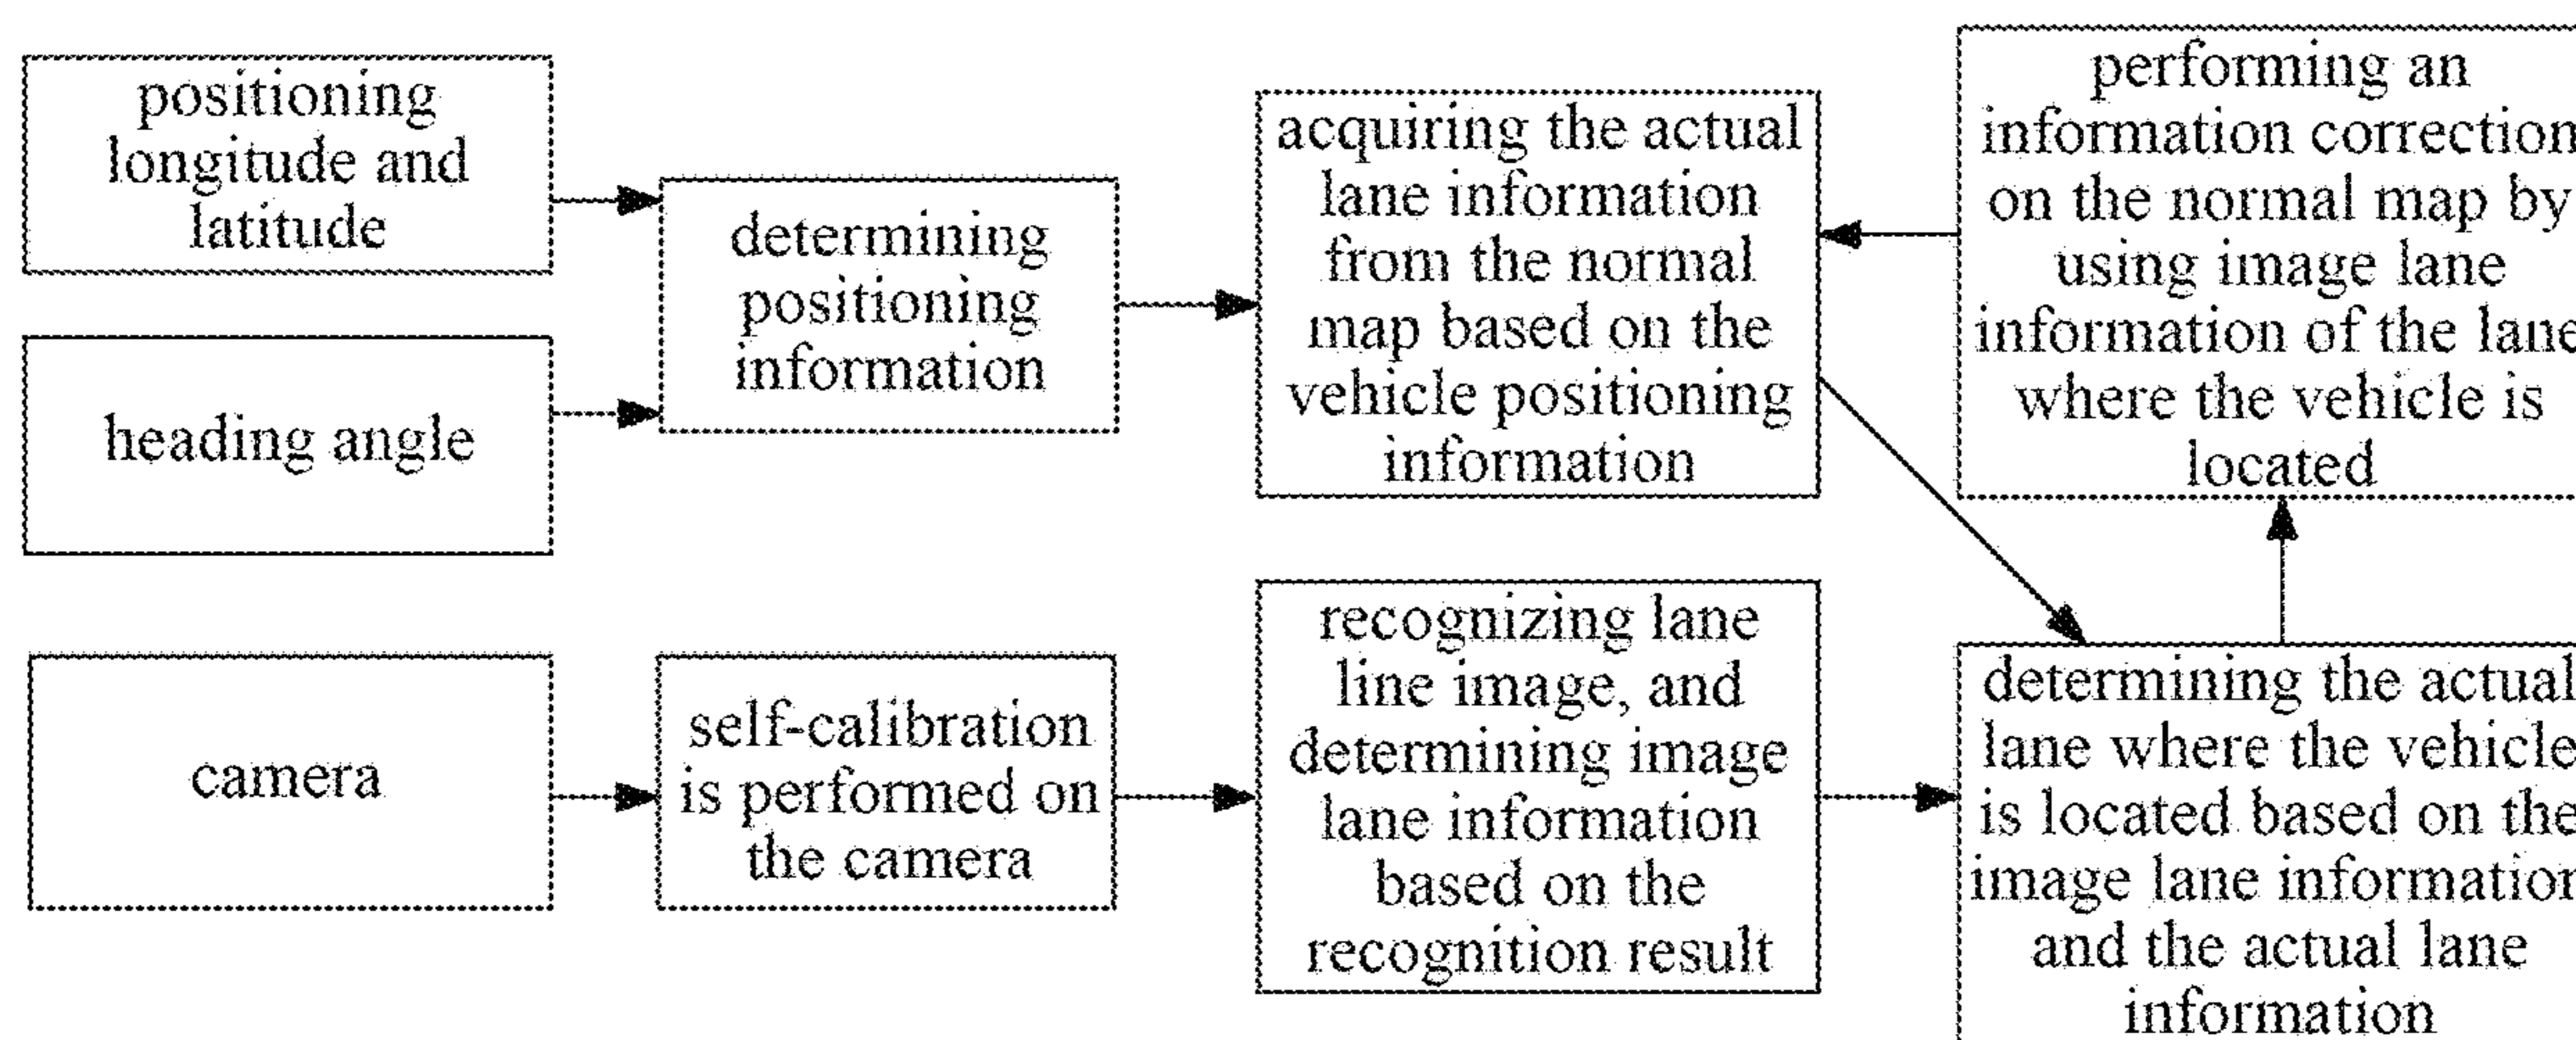 positioning
longitude and
latitude
heading angle
determining
positioning
information
acquiring the actual
lane information
from the normal
map based on the
vehicle positioning
information
performing an
information correction
on the normal map by
using image lane
information of the lane
where the vehicle is
located
camera
self-calibration
is performed on
the camera
recognizing lane
line image, and
determining image
lane information
based on the
recognition result
determining the actual
lane where the vehicle
is located based on the
image lane information
and the actual lane
information